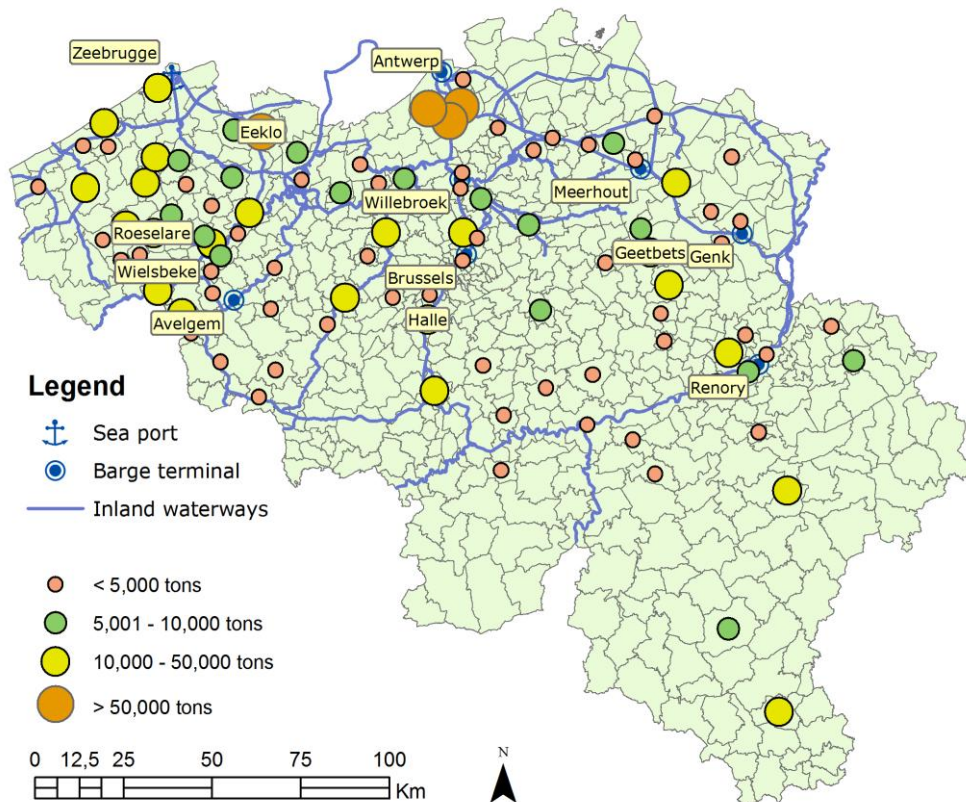 Zeebrugge
Antwerp
Eeklo
Meerhout
Willebroek
Roeselare
Geetbets
Genk
Wielsbeke
Brussels
Avelgem
Halle
Renory
Legend
Sea port
Barge terminal
Inland waterways
< 5,000 tons
5,001 - 10,000 tons
10,000 - 50,000 tons
> 50,000 tons
0 12,5 25 50 75 100
Km
N